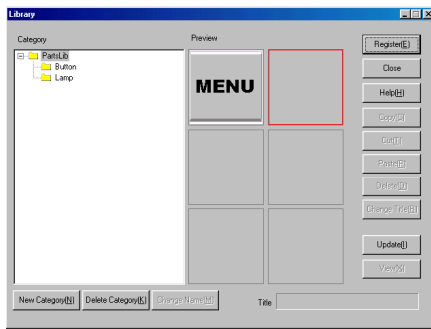 Library
Category
Preview
PartsLib
Button
Lamp
MENU
Register(E)
Close
Help(H)
Copy(C)
Cut(T)
Paste(P)
Delete(D)
Change Title(R)
Update(I)
View(X)
New Category(N)
Delete Category(K)
Change Name(M)
Title